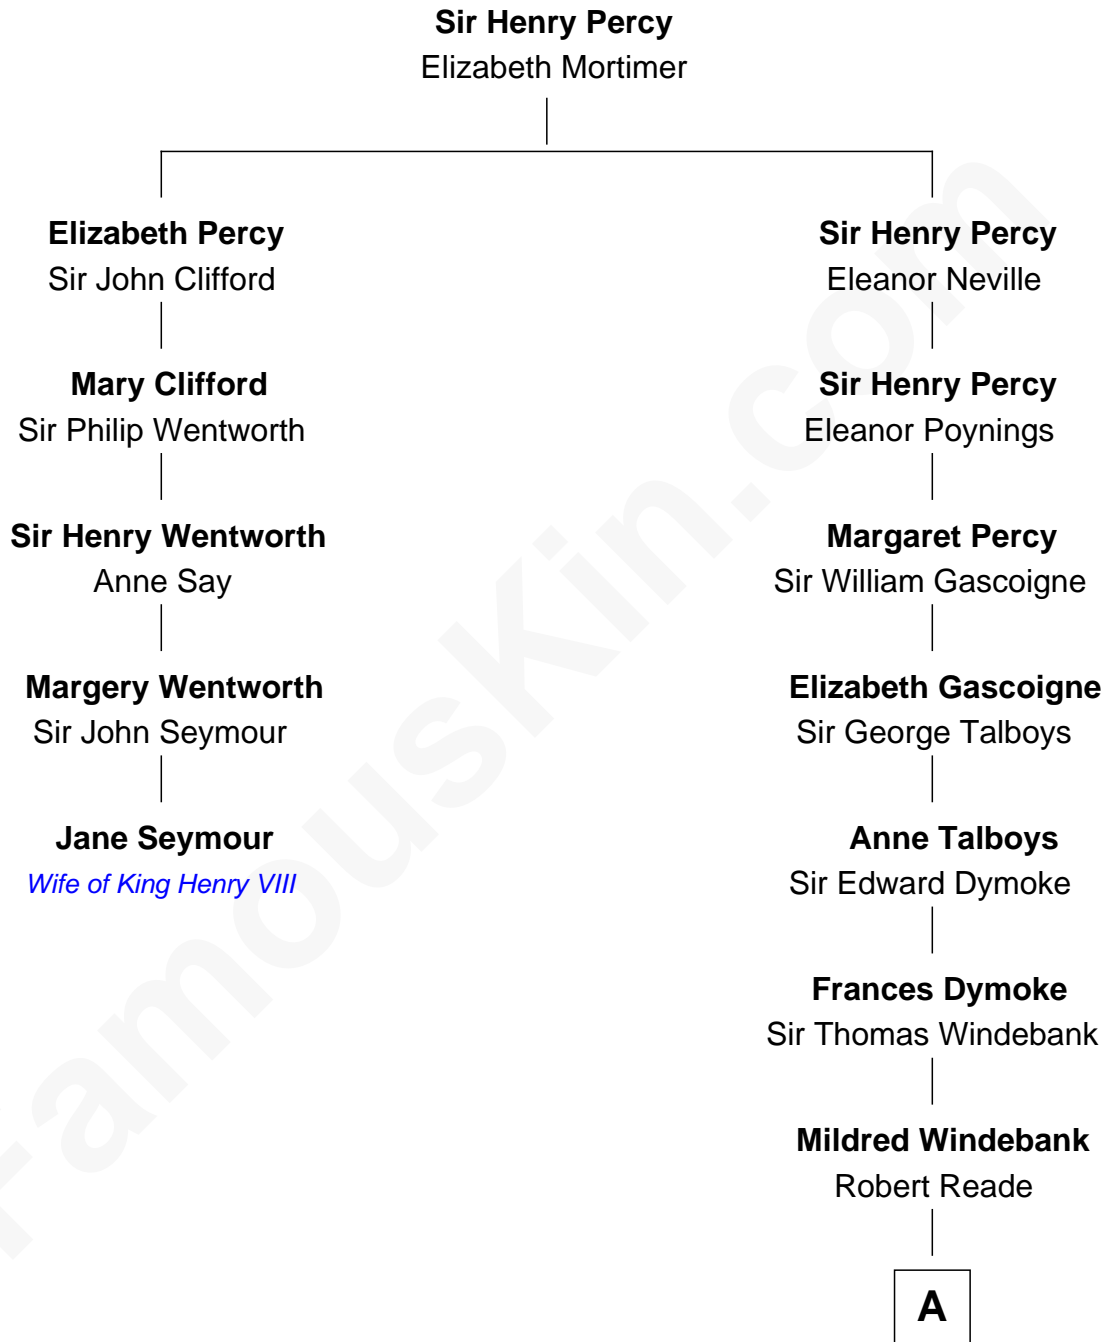 Sir Henry Percy
Elizabeth Mortimer
Elizabeth Percy
Sir John Clifford
Sir Henry Percy
Eleanor Neville
Mary Clifford
Sir Philip Wentworth
Sir Henry Percy
Eleanor Poynings
Sir Henry Wentworth
Anne Say
Margaret Percy
Sir William Gascoigne
Margery Wentworth
Sir John Seymour
Elizabeth Gascoigne
Sir George Talboys
Jane Seymour
Wife of King Henry VIII
Anne Talboys
Sir Edward Dymoke
Frances Dymoke
Sir Thomas Windebank
Mildred Windebank
Robert Reade
A
FamousKin.com